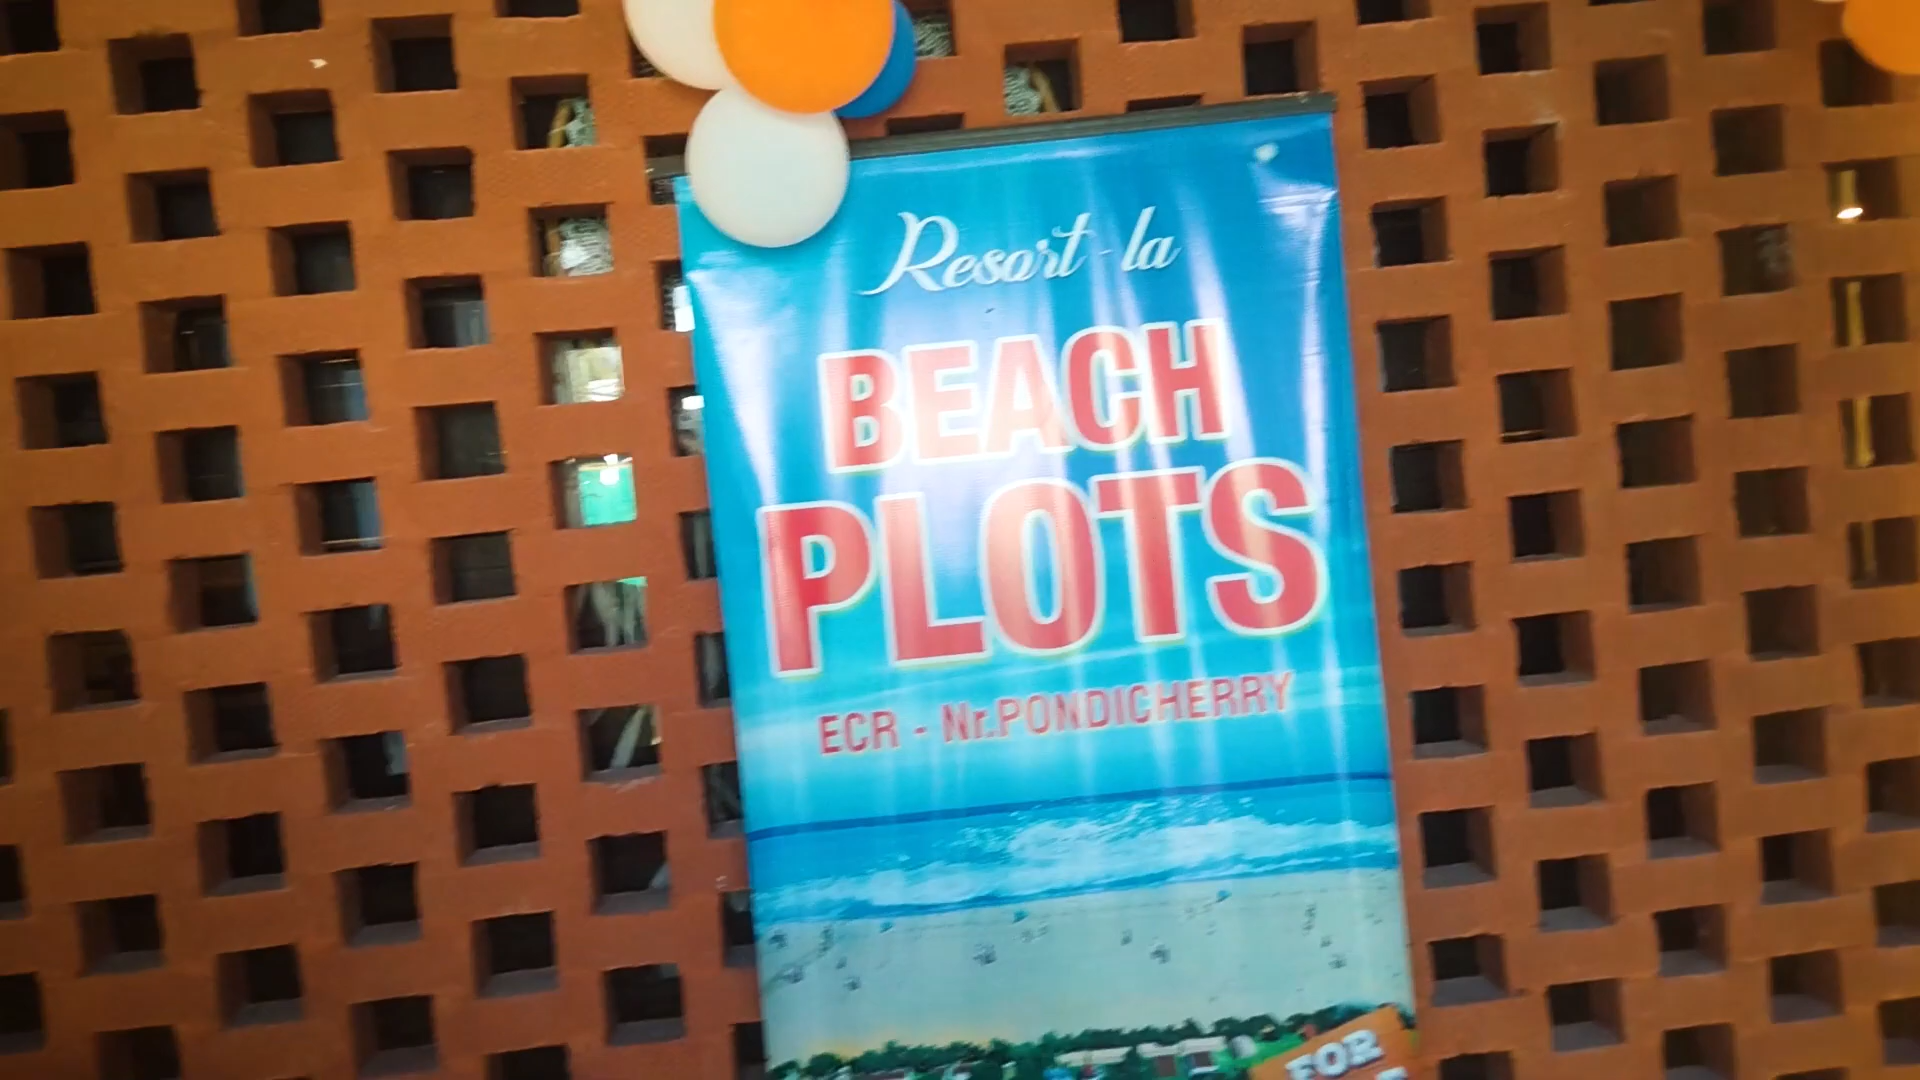 Resort-la
BEACH
PLOTS
ECR - Nr.PONDICHERRY
FOR